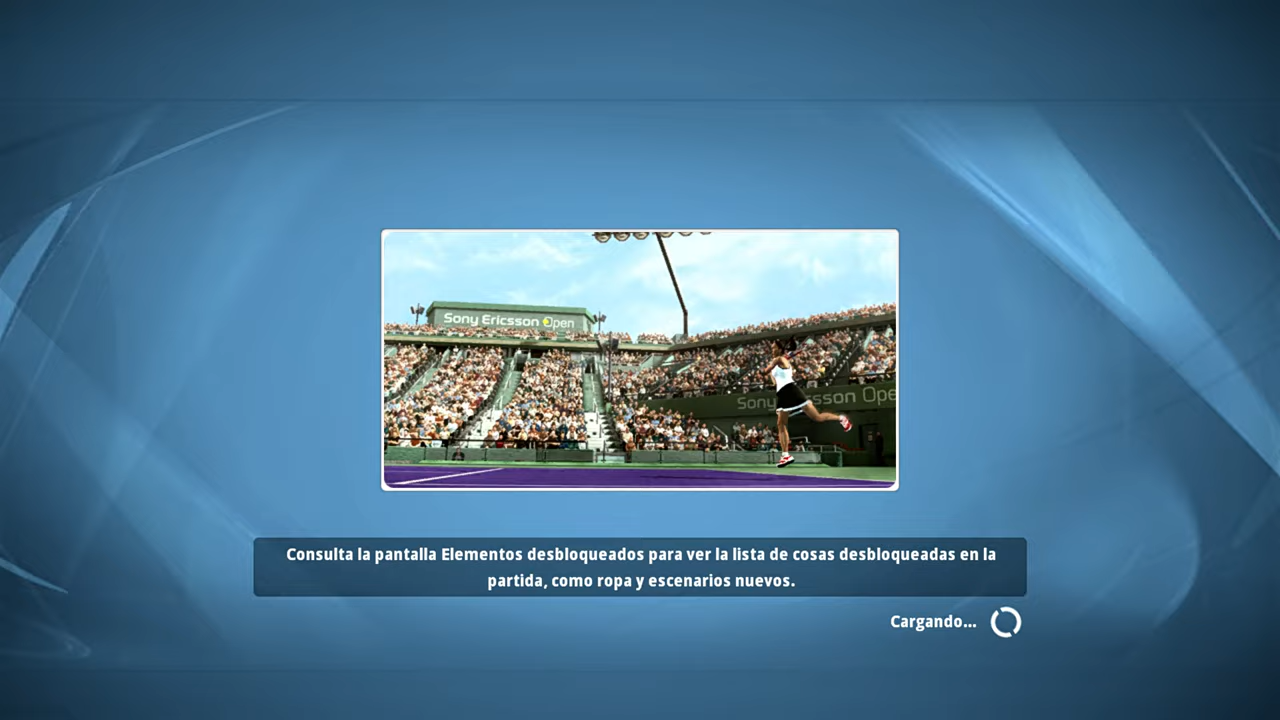 Sony Ericsson Open
Sony Ericsson Ope
Consulta la pantalla Elementos desbloqueados para ver la lista de cosas desbloqueadas en la
partida, como ropa y escenarios nuevos.
Cargando...